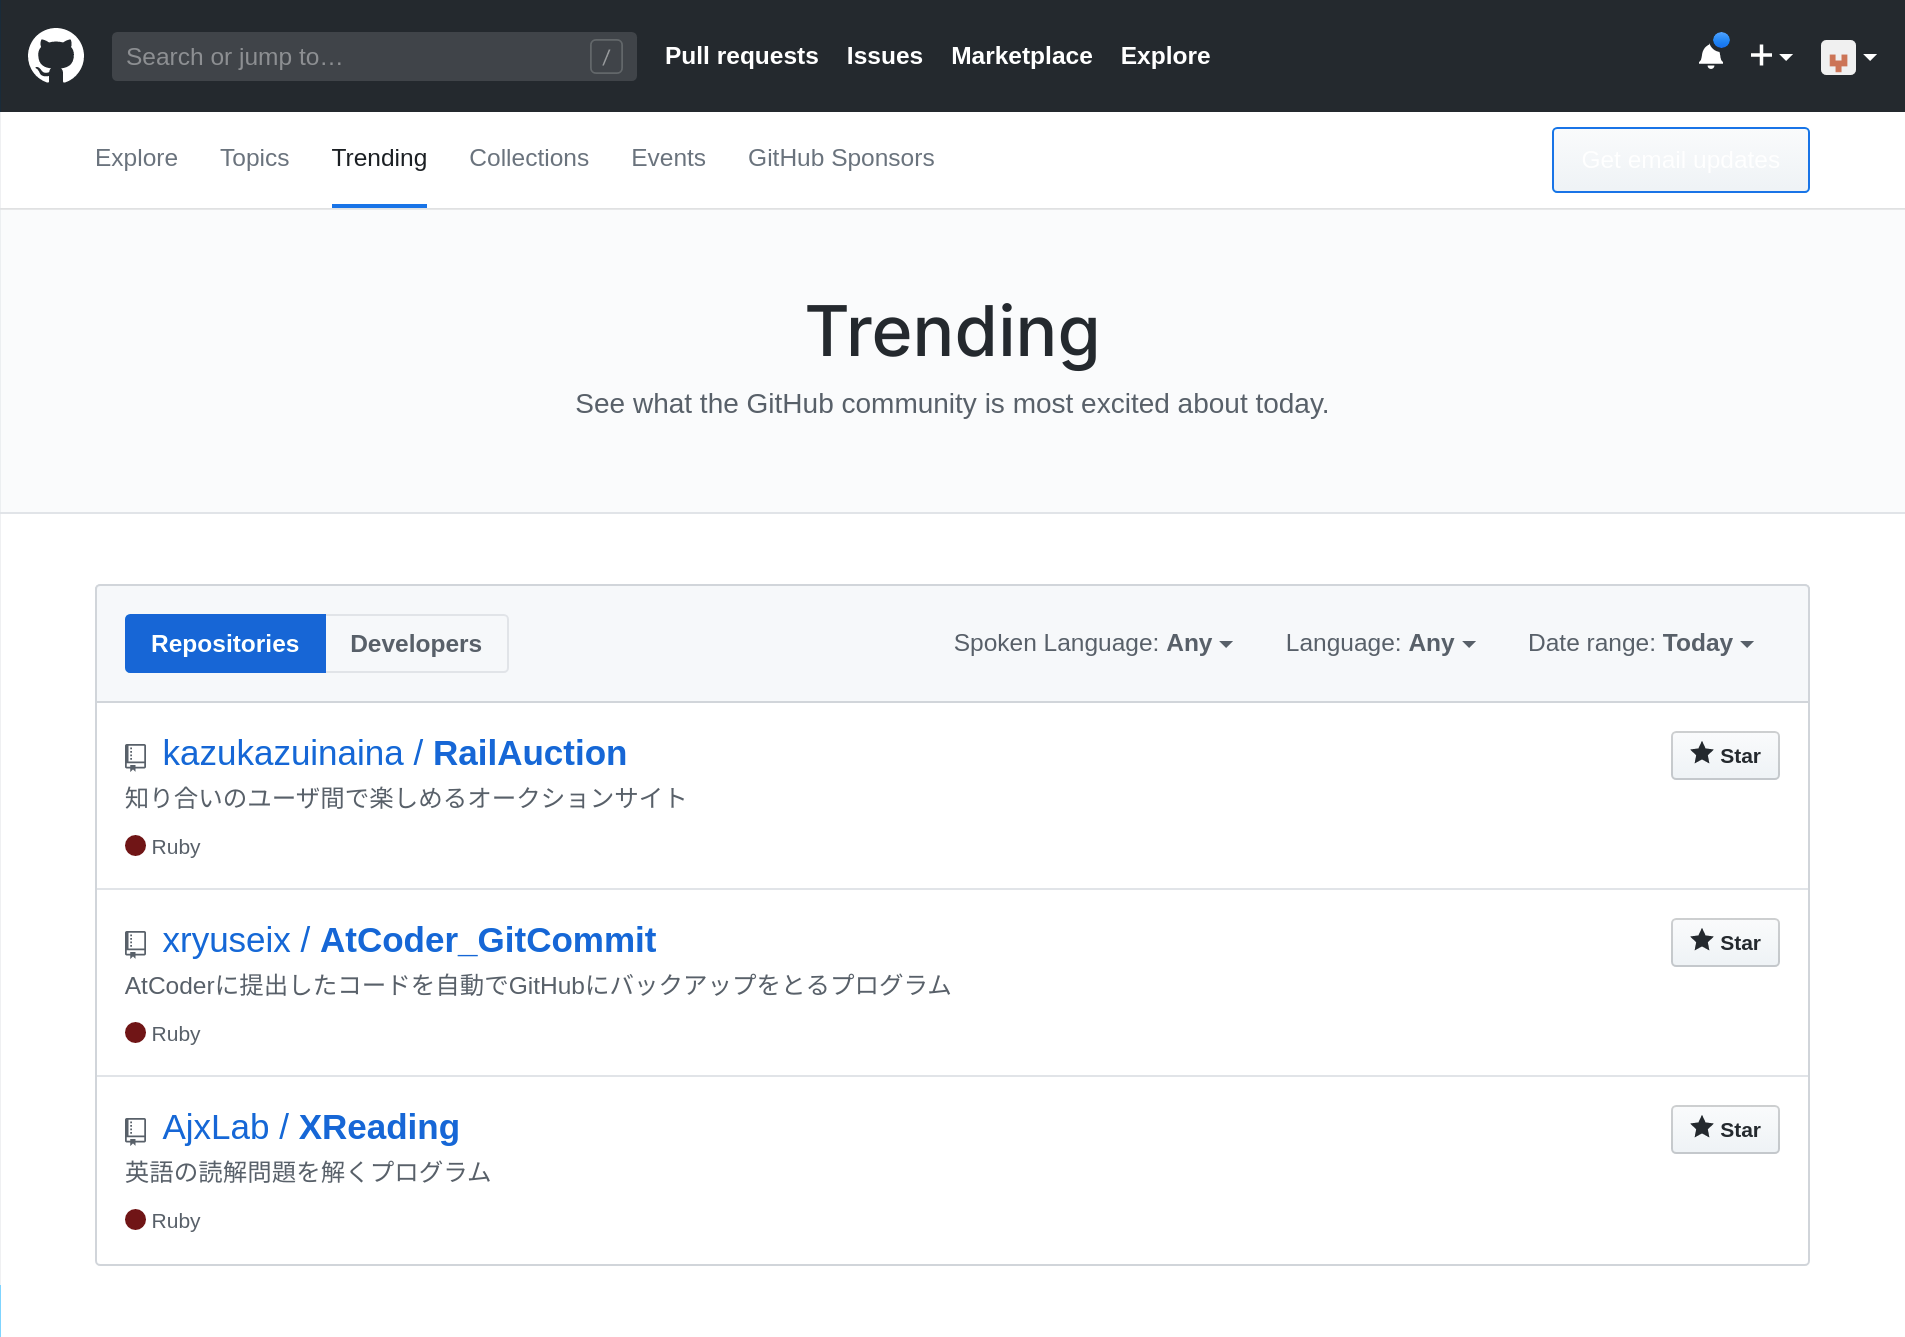 Search or jump to… /
Pull requests Issues Marketplace Explore
Explore Topics Trending Collections Events GitHub Sponsors Get email updates
Trending
See what the GitHub community is most excited about today.
Repositories Developers Spoken Language: Any Language: Any Date range: Today
kazukazuinaina / RailAuction Star
知り合いのユーザ間で楽しめるオークションサイト
Ruby
xryuseix / AtCoder_GitCommit Star
AtCoderに提出したコードを自動でGitHubにバックアップをとるプログラム
Ruby
AjxLab / XReading Star
英語の読解問題を解くプログラム
Ruby